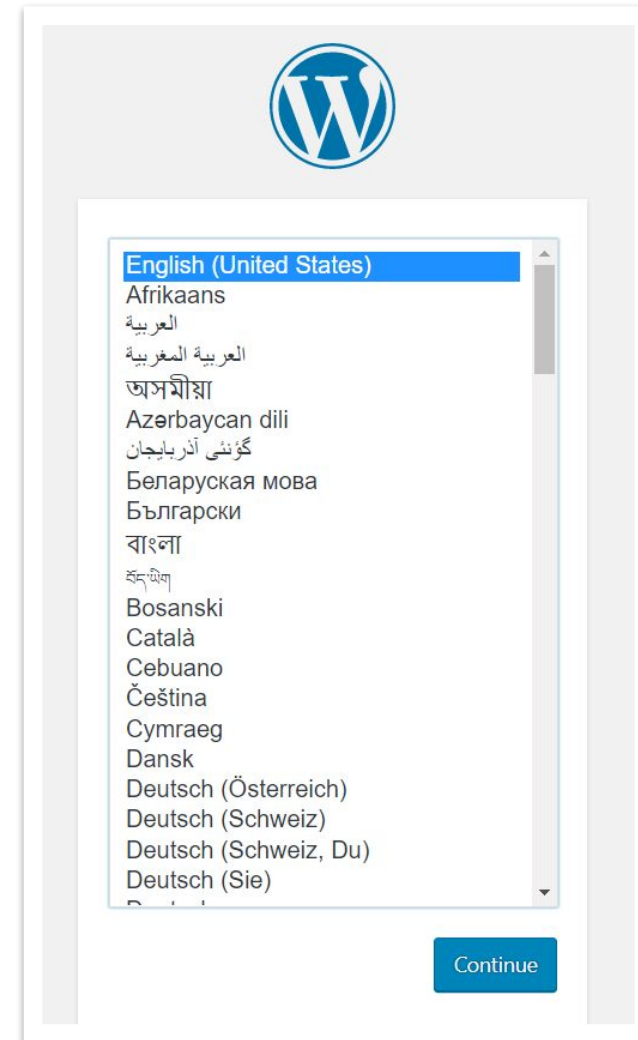 English (United States)
Afrikaans
العربية
العربية المغربية
অসমীয়া
Azərbaycan dili
گؤنئی آذربایجان
Беларуская мова
Български
বাংলা
བོད་ཡིག
Bosanski
Català
Cebuano
Čeština
Cymraeg
Dansk
Deutsch (Österreich)
Deutsch (Schweiz)
Deutsch (Schweiz, Du)
Deutsch (Sie)
Continue